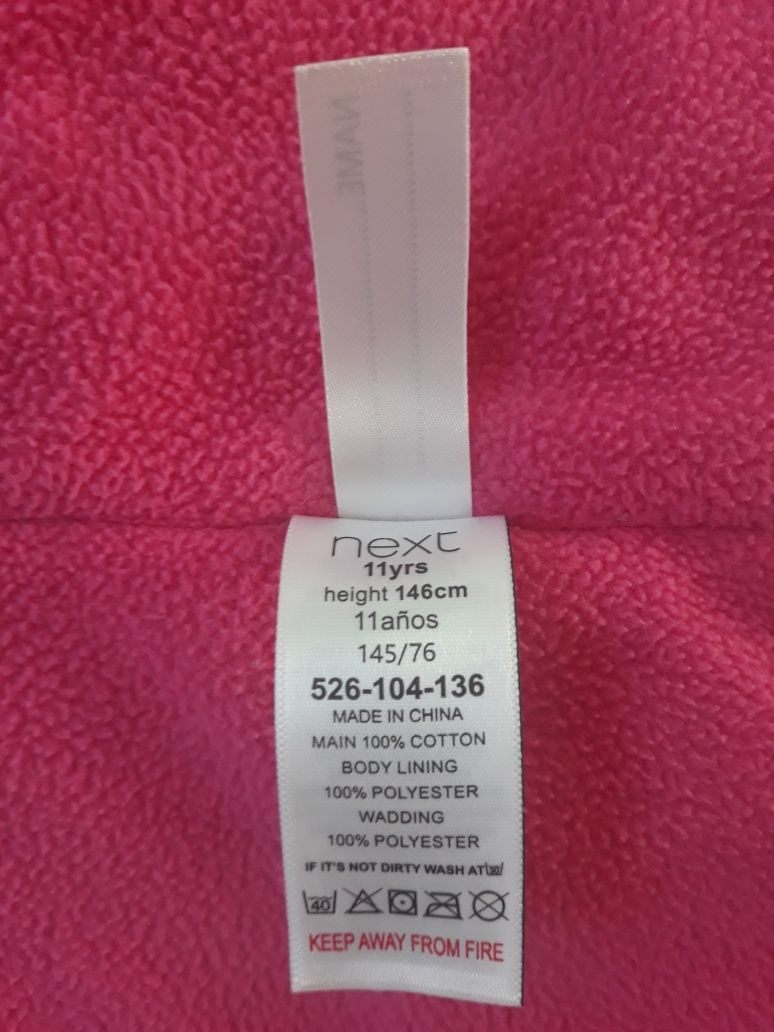 NAME
next
11yrs
height 146cm
11años
145/76
526-104-136
MADE IN CHINA
MAIN 100% COTTON
BODY LINING
100% POLYESTER
WADDING
100% POLYESTER
IF IT'S NOT DIRTY WASH AT 30
40
KEEP AWAY FROM FIRE